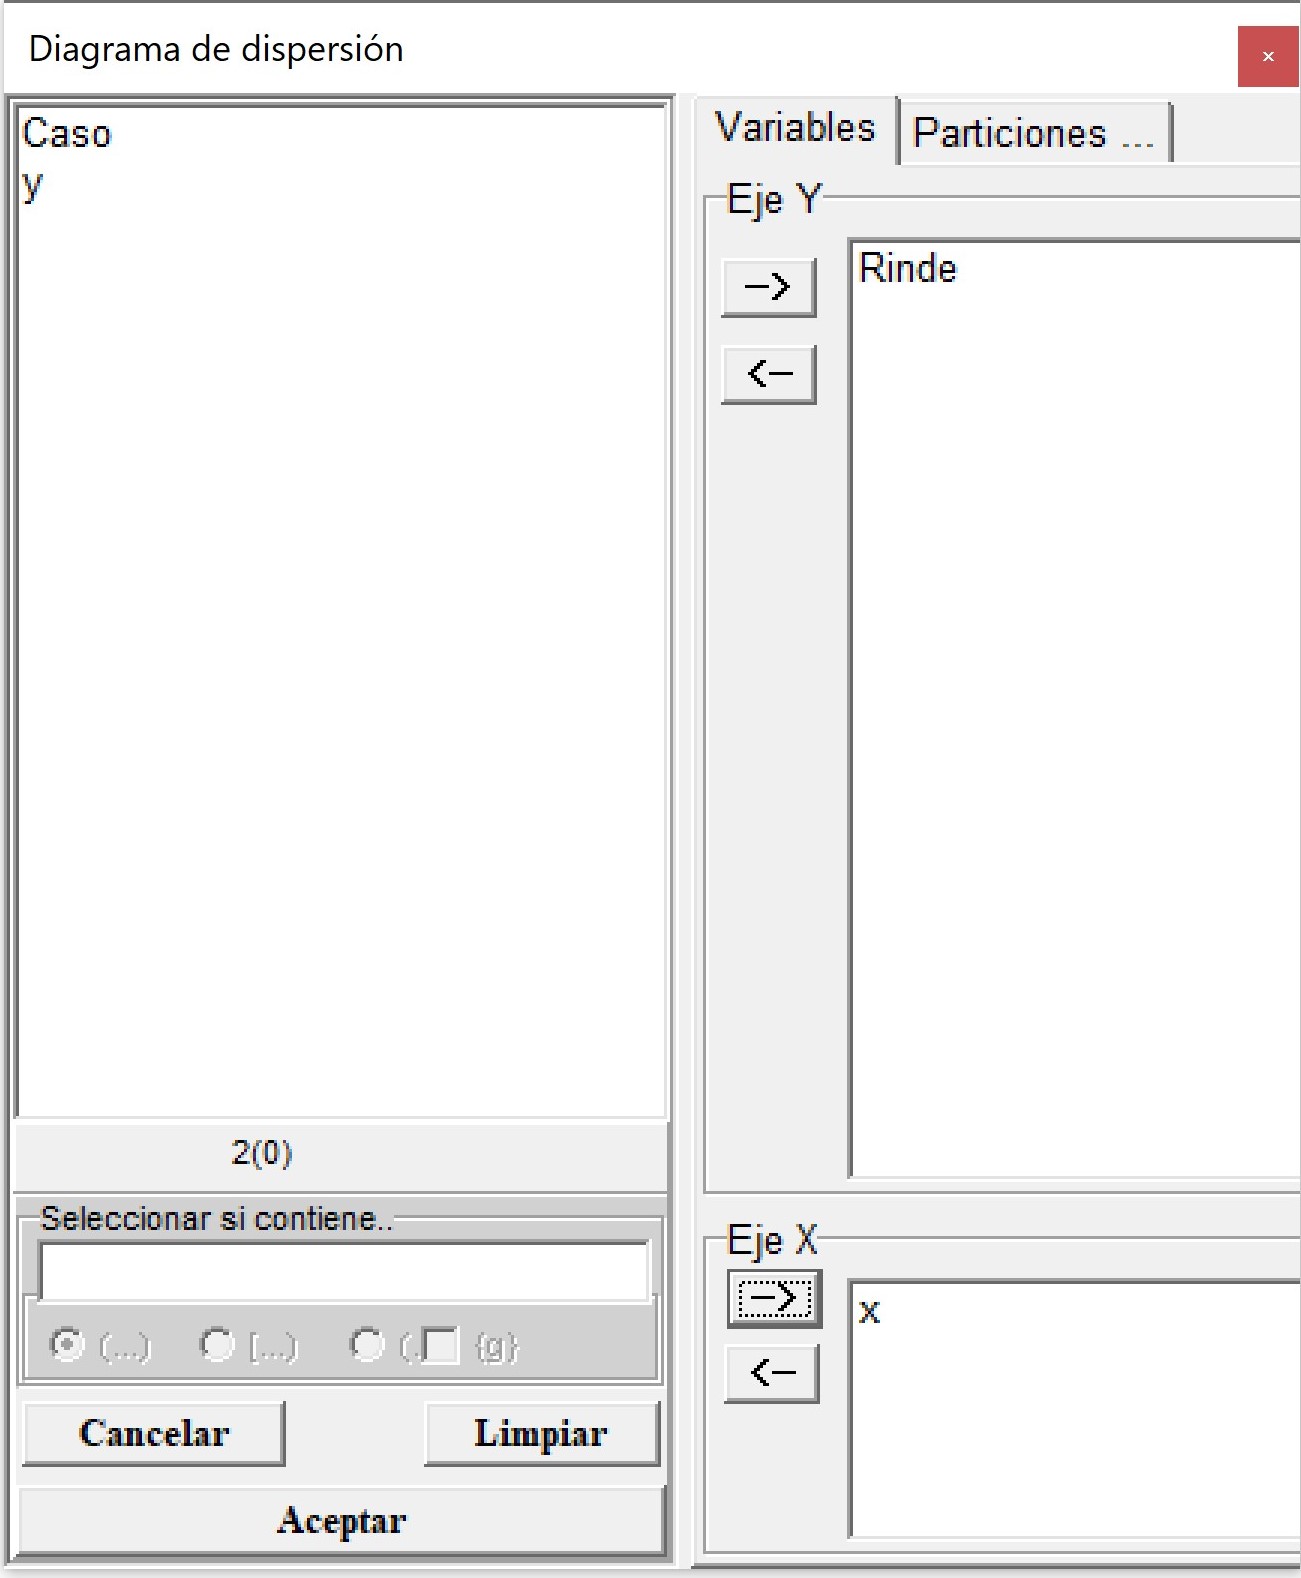 Diagrama de dispersión
Caso
y
2(0)
Seleccionar si contiene..
(...) [...) (. {g}
Cancelar Limpiar
Aceptar
Variables Particiones ...
Eje Y
-->
<--
Rinde
Eje X
-->
<--
x